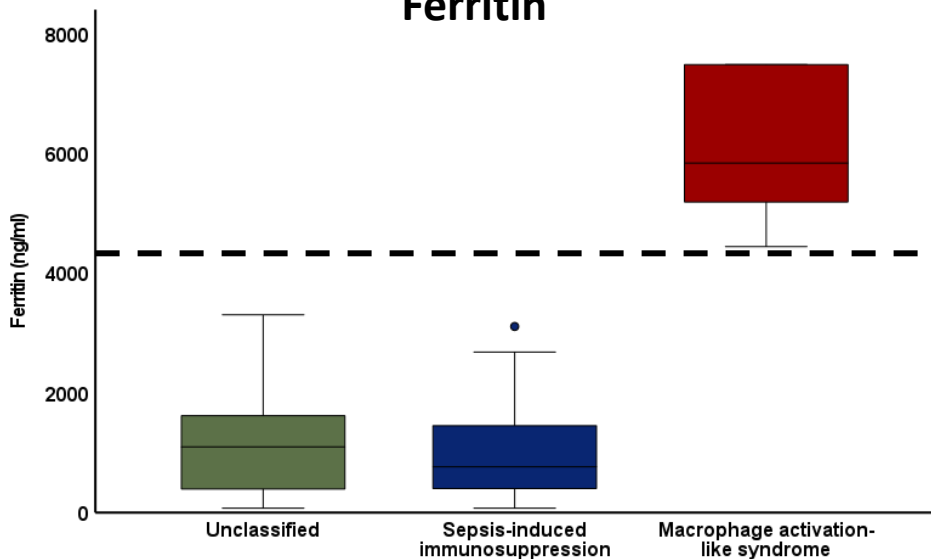 Ferritin
8000
6000
4000
2000
0
Ferritin (ng/ml)
Unclassified
Sepsis-induced
immunosuppression
Macrophage activation-
like syndrome